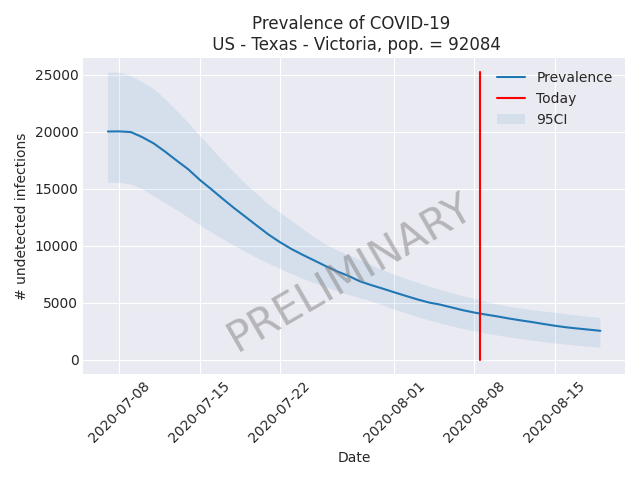 Prevalence of COVID-19
US - Texas - Victoria, pop. = 92084
25000
20000
15000
10000
5000
0
# undetected infections
Prevalence
Today
95CI
PRELIMINARY
2020-07-08
2020-07-15
2020-07-22
2020-08-01
2020-08-08
2020-08-15
Date